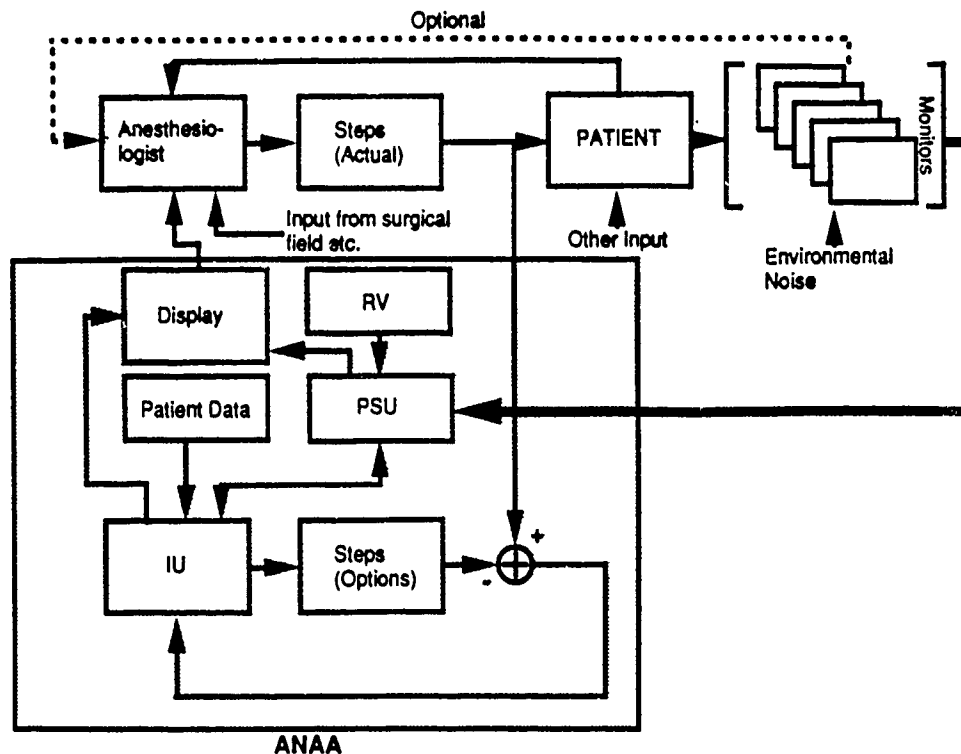 Optional
Anesthesio-
logist
Steps
(Actual)
PATIENT
Monitors
Input from surgical
field etc.
Other Input
Environmental
Noise
Display
RV
Patient Data
PSU
IU
Steps
(Options)
+
-
ANAA